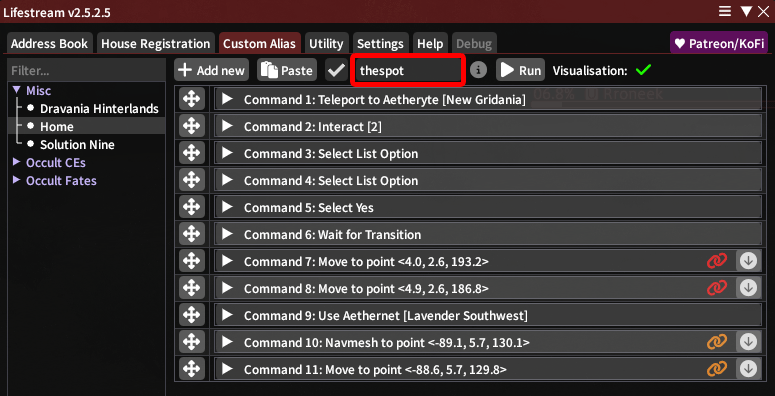 Lifestream v2.5.2.5
Address Book House Registration Custom Alias Utility Settings Help Debug Patreon/KoFi
Filter... Add new Paste thespot Run Visualisation:
Misc
Dravania Hinterlands
Home
Solution Nine
Occult CEs
Occult Fates
Command 1: Teleport to Aetheryte [New Gridania]
Command 2: Interact [2]
Command 3: Select List Option
Command 4: Select List Option
Command 5: Select Yes
Command 6: Wait for Transition
Command 7: Move to point <4.0, 2.6, 193.2>
Command 8: Move to point <4.9, 2.6, 186.8>
Command 9: Use Aethernet [Lavender Southwest]
Command 10: Navmesh to point <-89.1, 5.7, 130.1>
Command 11: Move to point <-88.6, 5.7, 129.8>